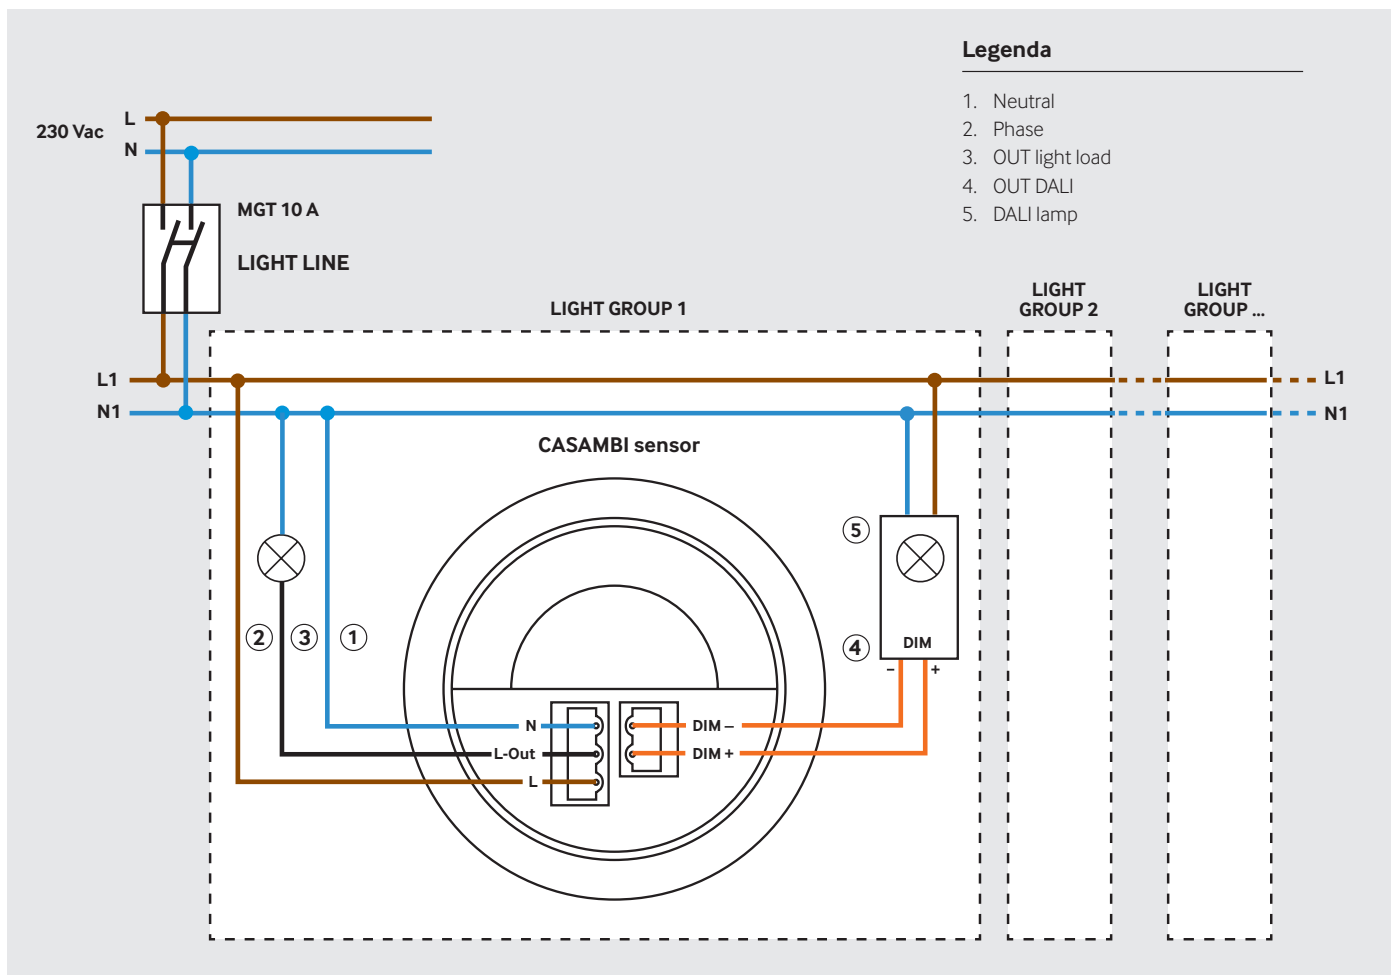 Legenda
1. Neutral
2. Phase
3. OUT light load
4. OUT DALI
5. DALI lamp
230 Vac
L
N
MGT 10 A
LIGHT LINE
LIGHT GROUP 1
LIGHT
GROUP 2
LIGHT
GROUP ...
L1
N1
L1
N1
CASAMBI sensor
5
2
3
1
4
DIM
–
+
N
L-Out
L
DIM –
DIM +